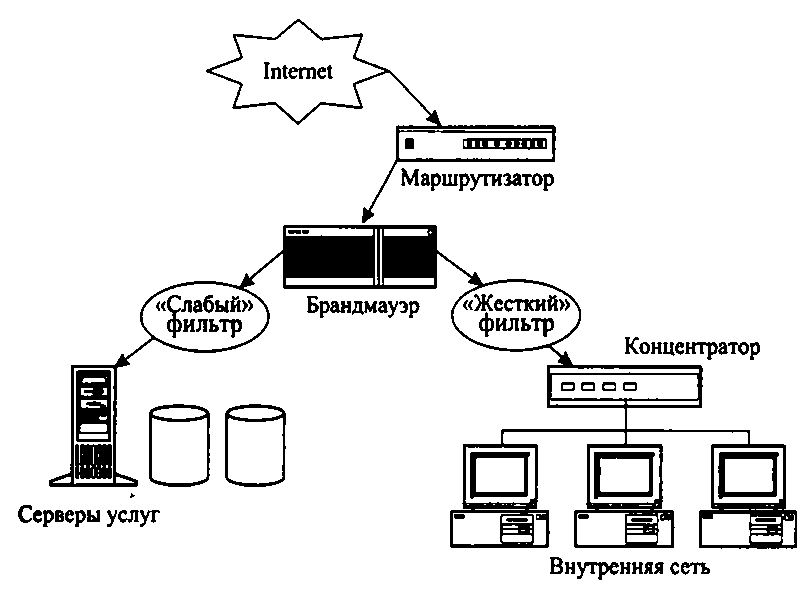 Internet
Маршрутизатор
Брандмауэр
«Слабый»
фильтр
«Жесткий»
фильтр
Концентратор
Серверы услуг
Внутренняя сеть